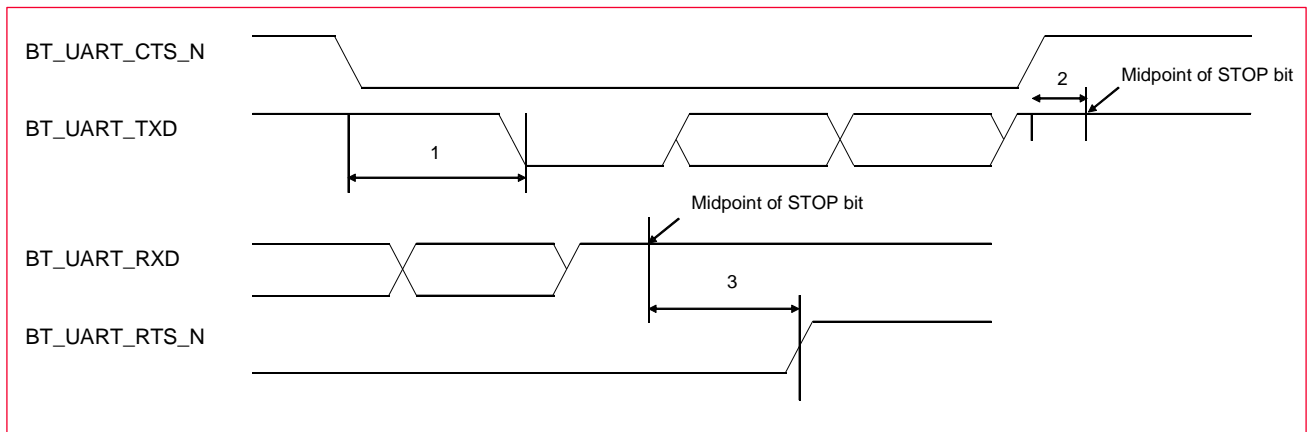 BT_UART_CTS_N
2
Midpoint of STOP bit
BT_UART_TXD
1
Midpoint of STOP bit
BT_UART_RXD
3
BT_UART_RTS_N